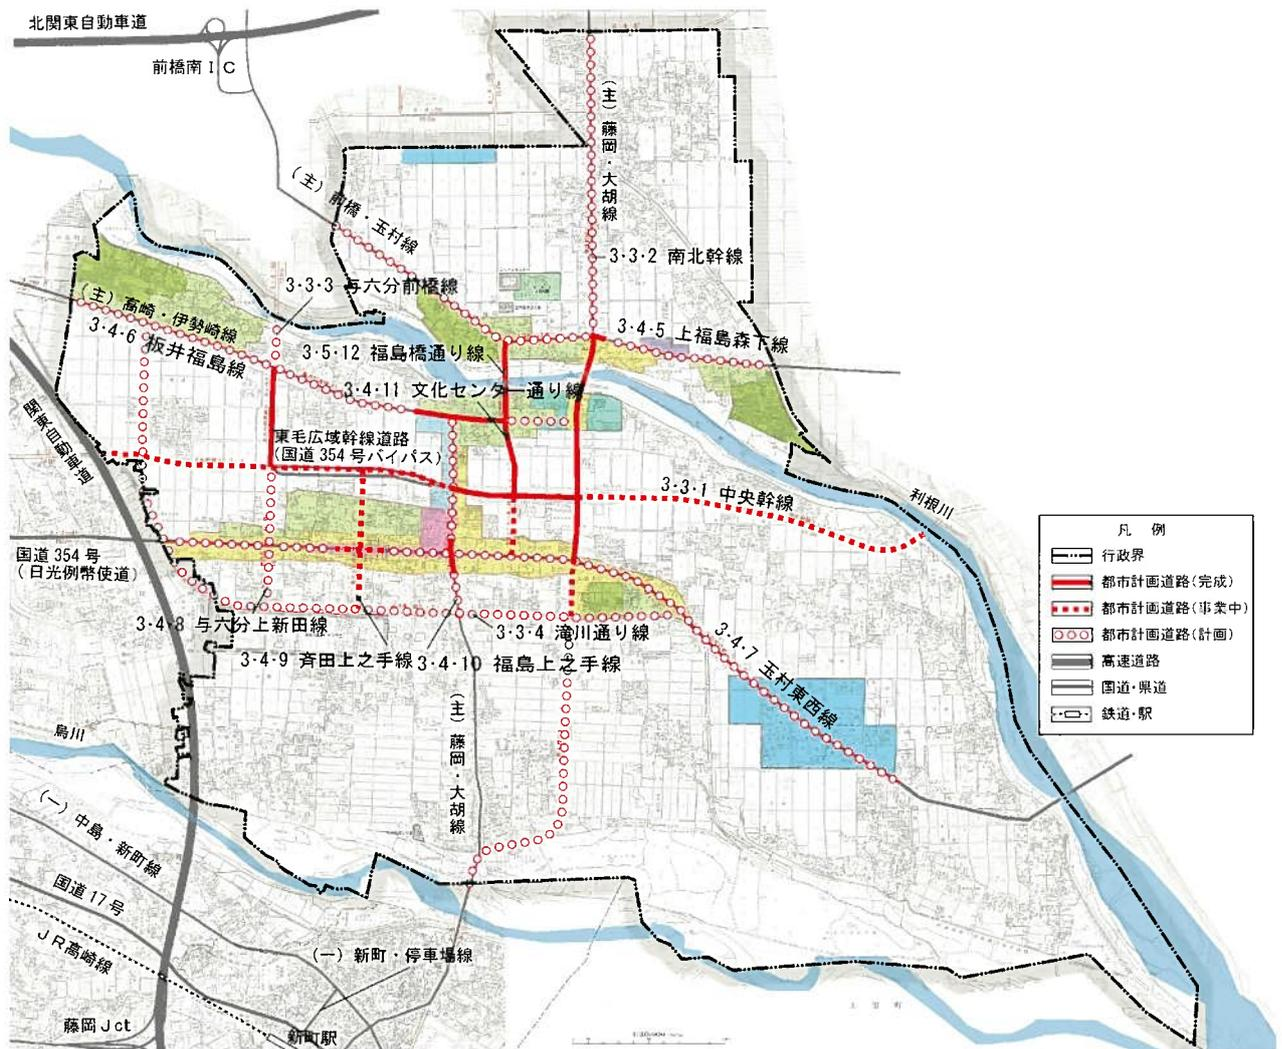 北関東自動車道
前橋南IC
(主)藤岡・大胡線
(主)前橋・玉村線
3・3・2 南北幹線
3・3・3 与六分前橋線
(主)高崎・伊勢崎線
3・4・6 板井福島線
3・4・5 上福島森下線
3・5・12 福島橋通り線
3・4・11 文化センター通り線
関東自動車道
東毛広域幹線道路
(国道354号バイパス)
3・3・1 中央幹線
利根川
国道354号
(日光例幣使道)
3・4・8 与六分上新田線
3・4・9 斉田上之手線
3・4・10 福島上之手線
3・3・4 滝川通り線
3・4・7 玉村東西線
(主)藤岡・大胡線
烏川
(一)中島・新町線
国道17号
JR高崎線
(一)新町・停車場線
藤岡Jct
新町駅
凡 例
行政界
都市計画道路(完成)
都市計画道路(事業中)
都市計画道路(計画)
高速道路
国道・県道
鉄道・駅